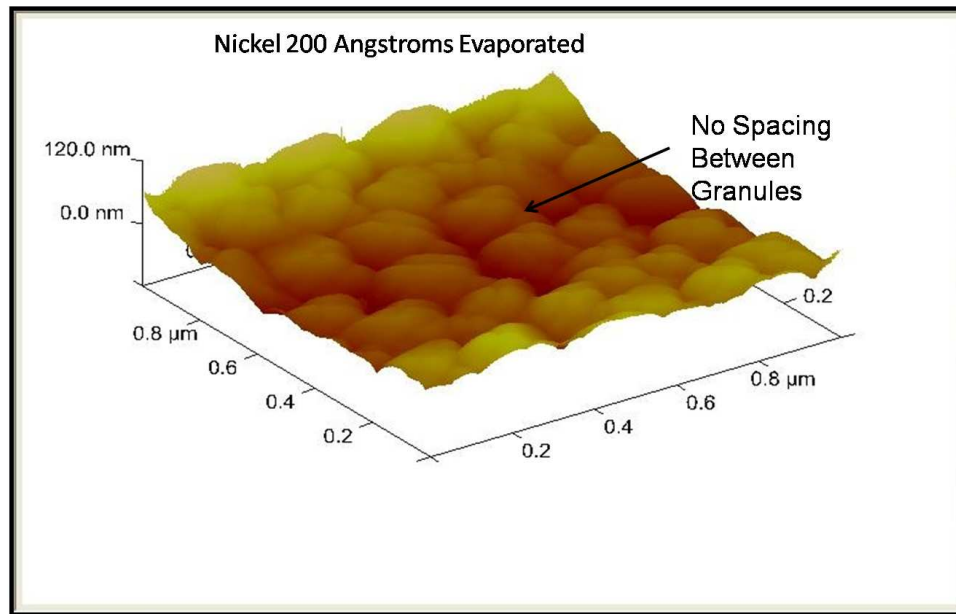 Nickel 200 Angstroms Evaporated
No Spacing
Between
Granules
120.0 nm
0.0 nm
0.8 µm
0.6
0.4
0.2
0.2
0.4
0.6
0.8 µm
0.2